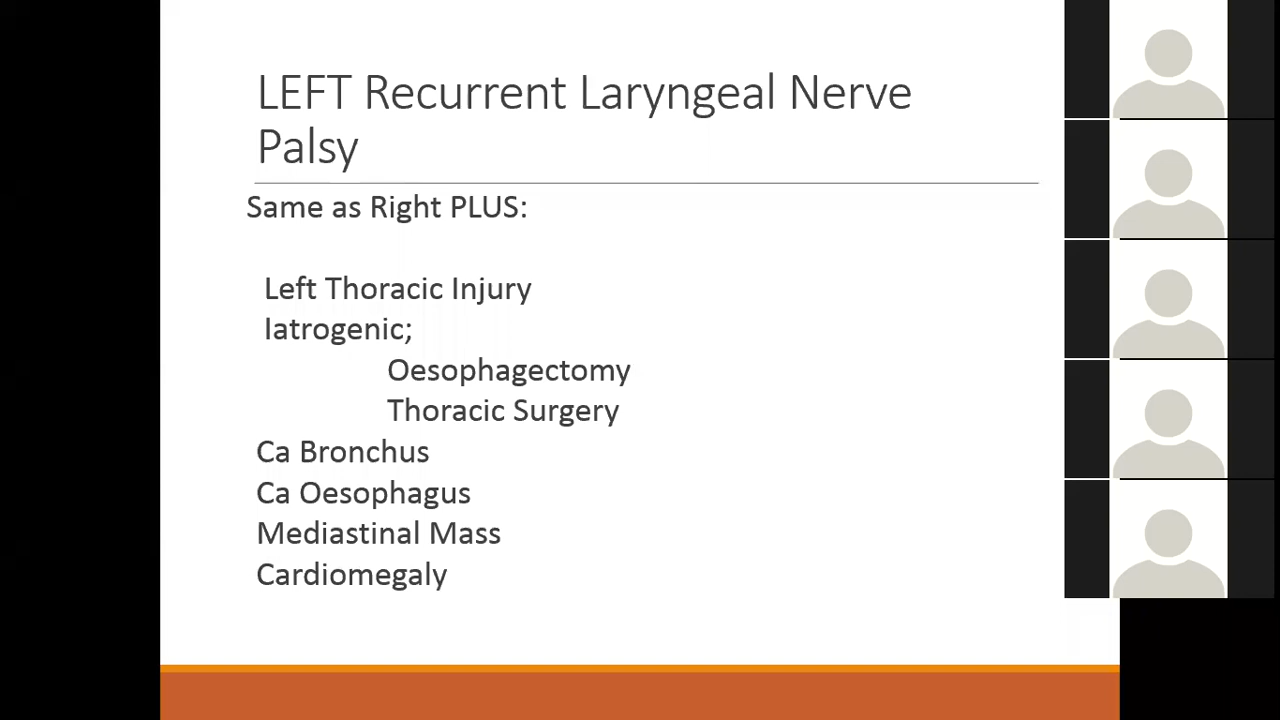 LEFT Recurrent Laryngeal Nerve
Palsy
Same as Right PLUS:
Left Thoracic Injury
Iatrogenic;
Oesophagectomy
Thoracic Surgery
Ca Bronchus
Ca Oesophagus
Mediastinal Mass
Cardiomegaly